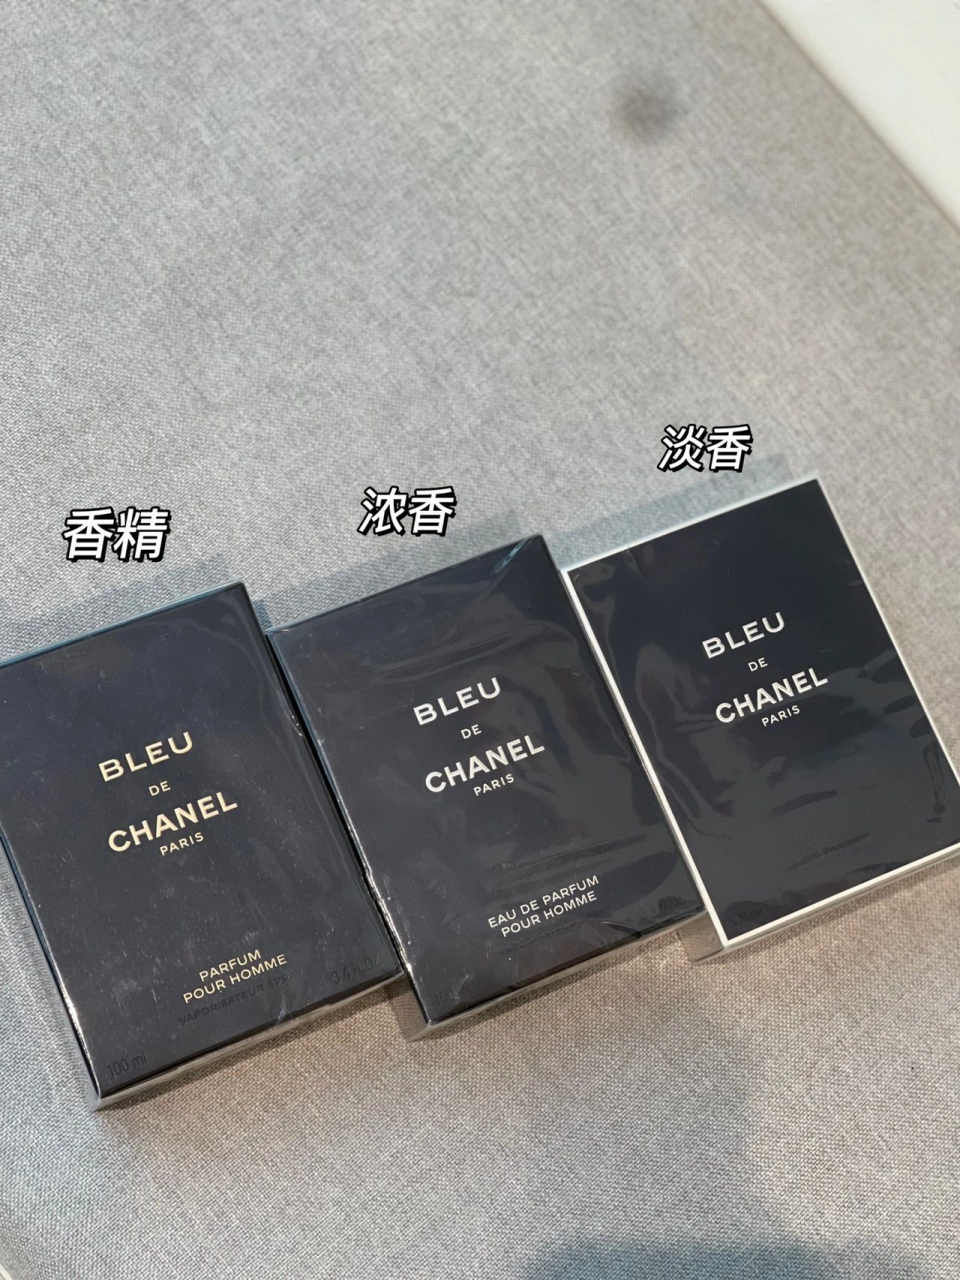 香精
BLEU
DE
CHANEL
PARIS
PARFUM
POUR HOMME
VAPORISATEUR SPRAY
100 ml
3.4 fl.oz
浓香
BLEU
DE
CHANEL
PARIS
EAU DE PARFUM
POUR HOMME
100
淡香
BLEU
DE
CHANEL
PARIS